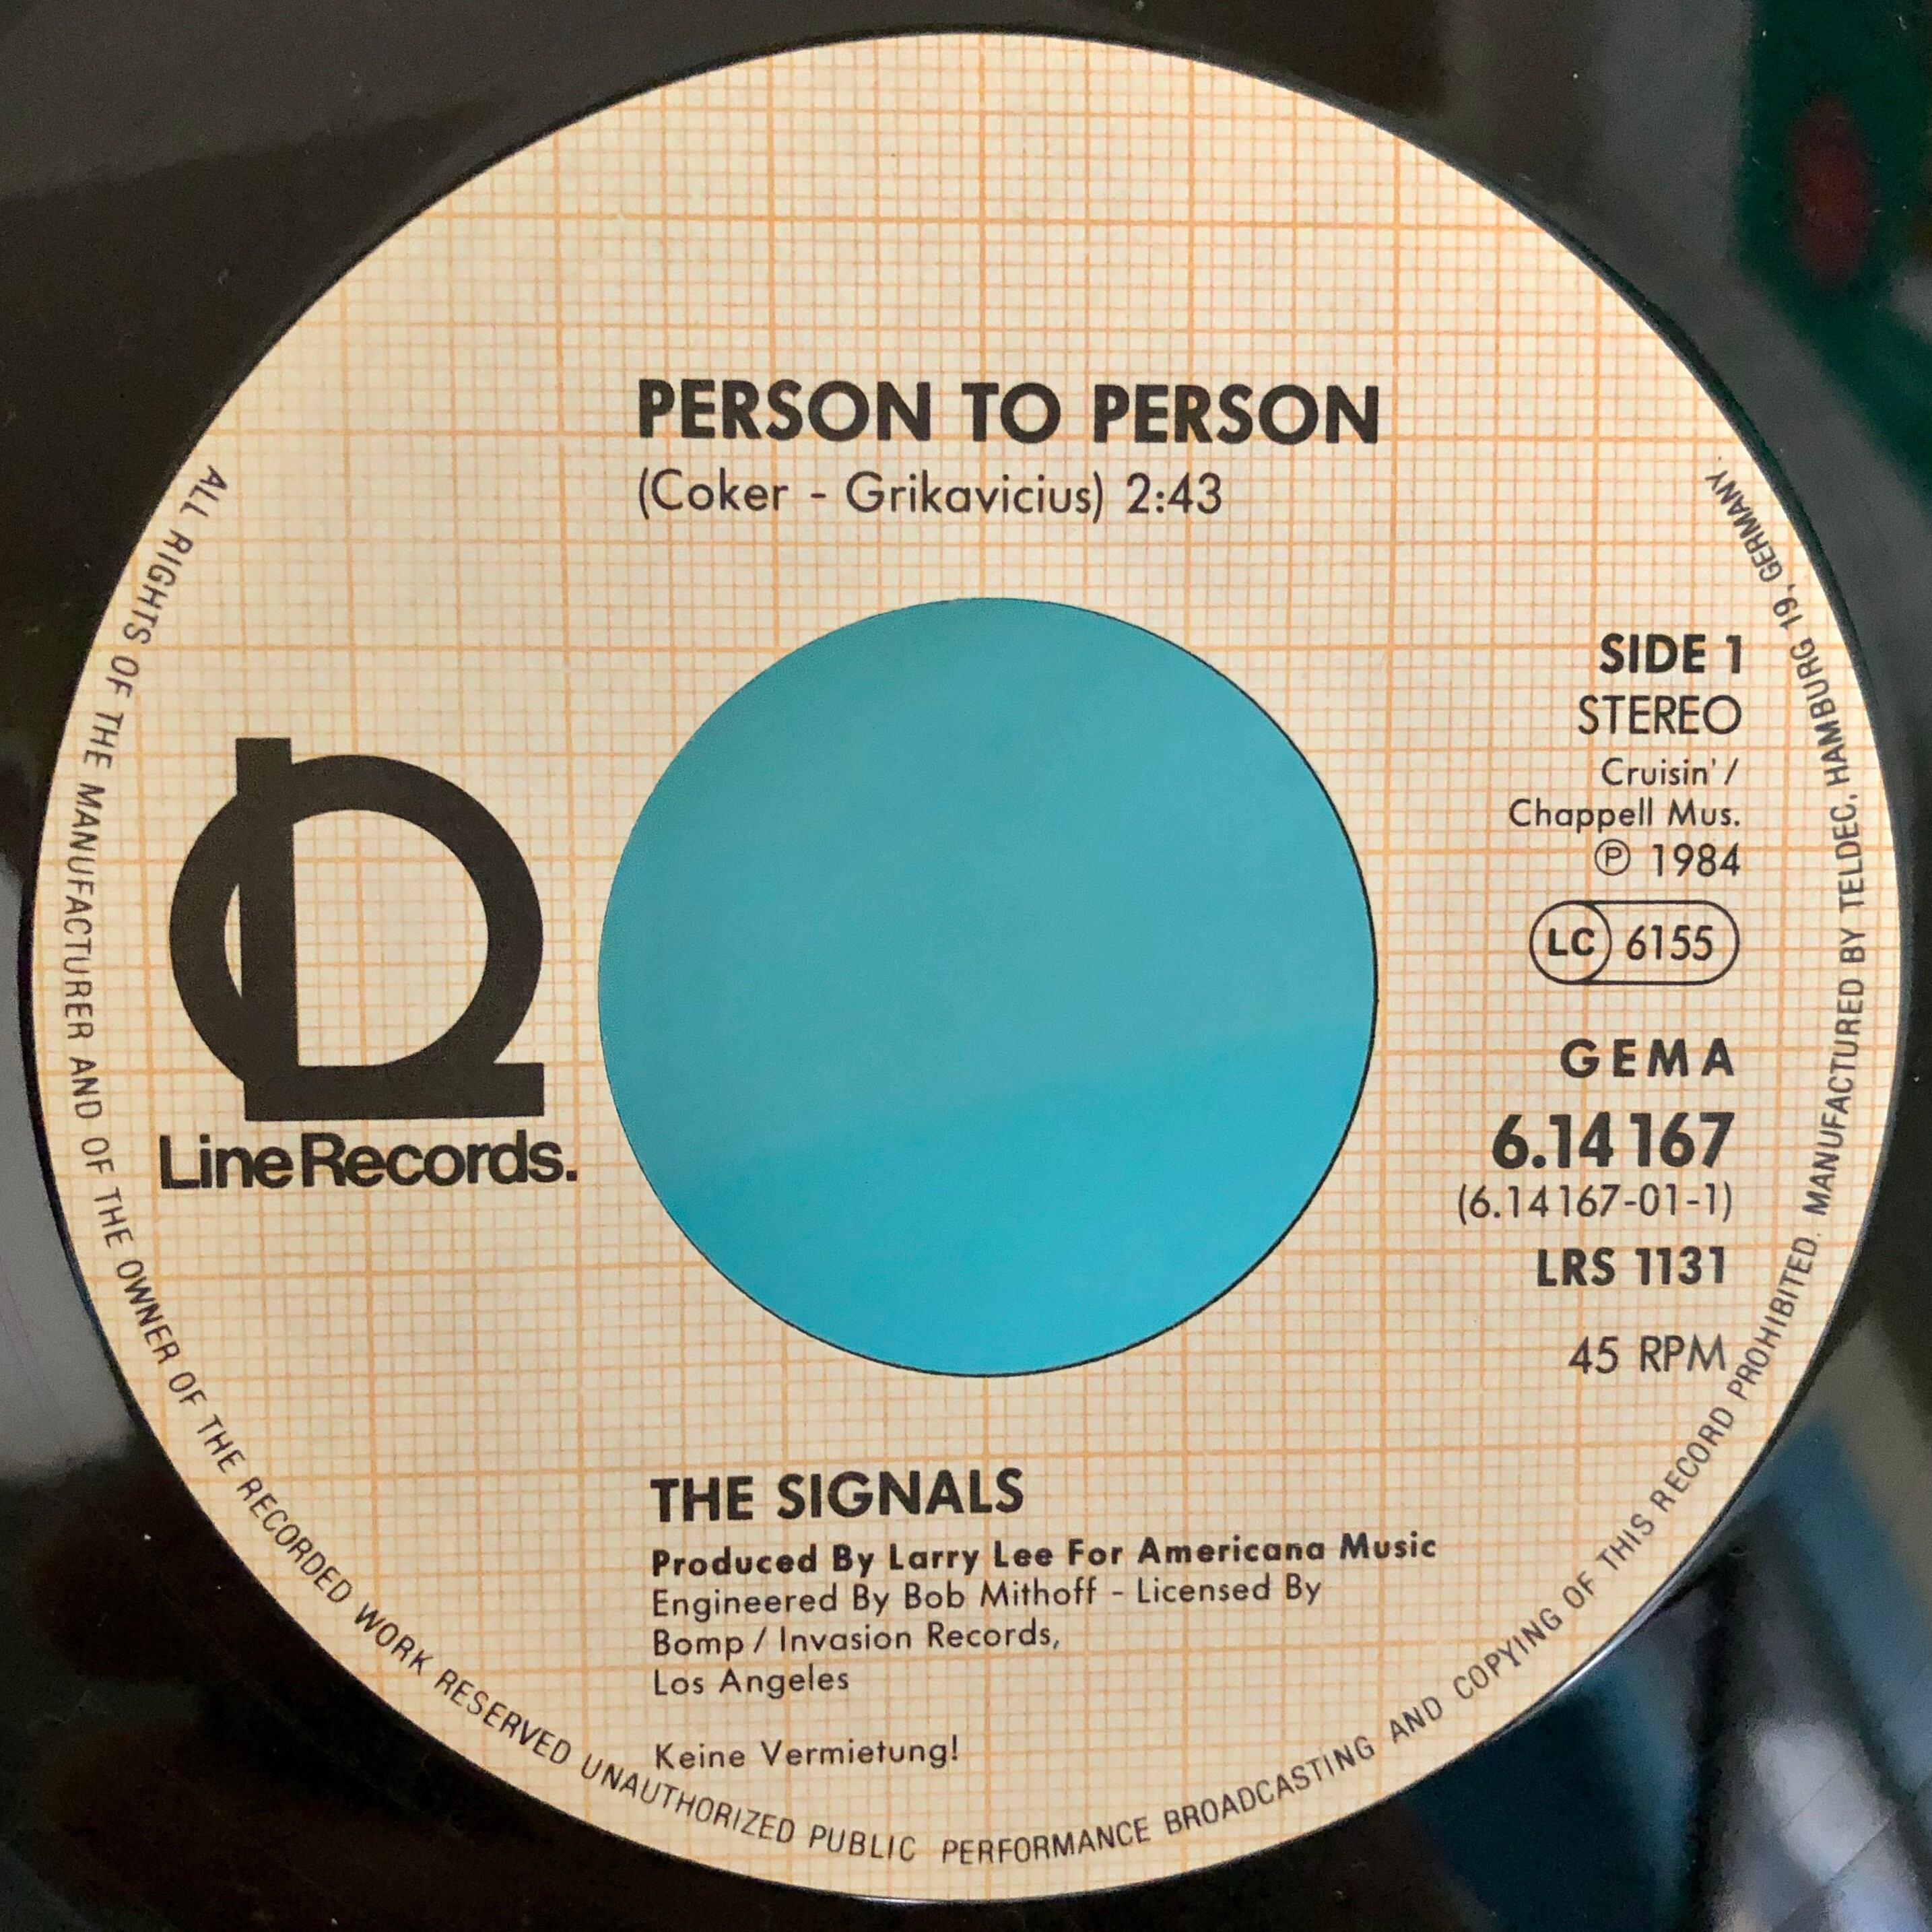 PERSON TO PERSON
(Coker - Grikavicius) 2:43
SIDE 1
STEREO
Cruisin' /
Chappell Mus.
℗ 1984
LC 6155
GEMA
6.14 167
(6.14167-01-1)
LRS 1131
45 RPM
Line Records.
THE SIGNALS
Produced By Larry Lee For Americana Music
Engineered By Bob Mithoff - Licensed By
Bomp / Invasion Records,
Los Angeles
Keine Vermietung!
ALL RIGHTS OF THE MANUFACTURER AND OF THE OWNER OF THE RECORDED WORK RESERVED UNAUTHORIZED PUBLIC PERFORMANCE BROADCASTING AND COPYING OF THIS RECORD PROHIBITED. MANUFACTURED BY TELDEC, HAMBURG 19, GERMANY.